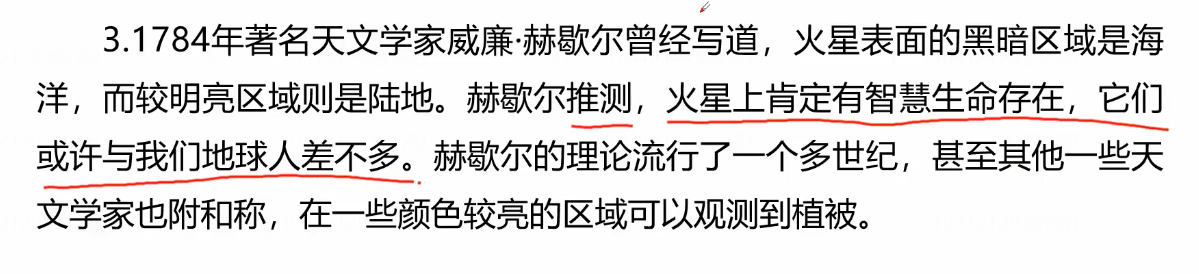 3.1784年著名天文学家威廉·赫歇尔曾经写道，火星表面的黑暗区域是海
洋，而较明亮区域则是陆地。赫歇尔推测，火星上肯定有智慧生命存在，它们
或许与我们地球人差不多。赫歇尔的理论流行了一个多世纪，甚至其他一些天
文学家也附和称，在一些颜色较亮的区域可以观测到植被。